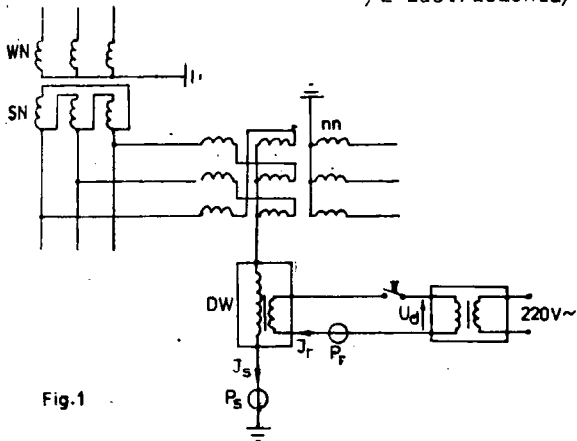 WN
SN
nn
DW
U_d
220V~
J_r
P_r
J_s
P_s
Fig.1